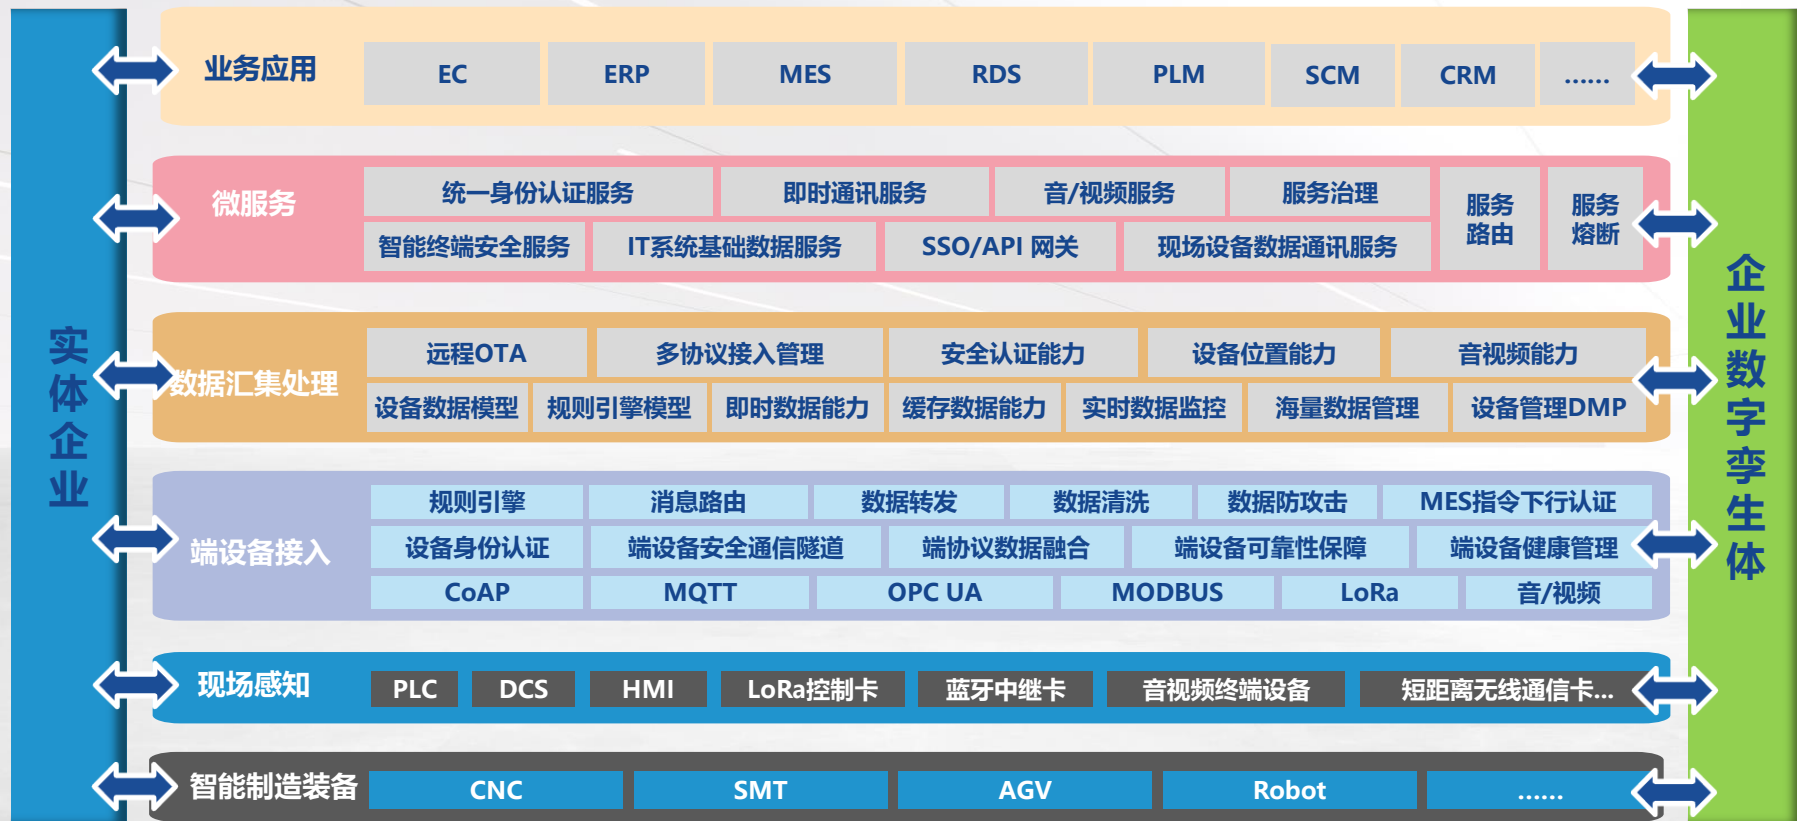 实体企业
业务应用
EC
ERP
MES
RDS
PLM
SCM
CRM
......
微服务
统一身份认证服务
即时通讯服务
音/视频服务
服务治理
服务
路由
服务
熔断
智能终端安全服务
IT系统基础数据服务
SSO/API 网关
现场设备数据通讯服务
数据汇集处理
远程OTA
多协议接入管理
安全认证能力
设备位置能力
音视频能力
设备数据模型
规则引擎模型
即时数据能力
缓存数据能力
实时数据监控
海量数据管理
设备管理DMP
端设备接入
规则引擎
消息路由
数据转发
数据清洗
数据防攻击
MES指令下行认证
设备身份认证
端设备安全通信隧道
端协议数据融合
端设备可靠性保障
端设备健康管理
CoAP
MQTT
OPC UA
MODBUS
LoRa
音/视频
现场感知
PLC
DCS
HMI
LoRa控制卡
蓝牙中继卡
音视频终端设备
短距离无线通信卡...
智能制造装备
CNC
SMT
AGV
Robot
......
企业数字孪生体